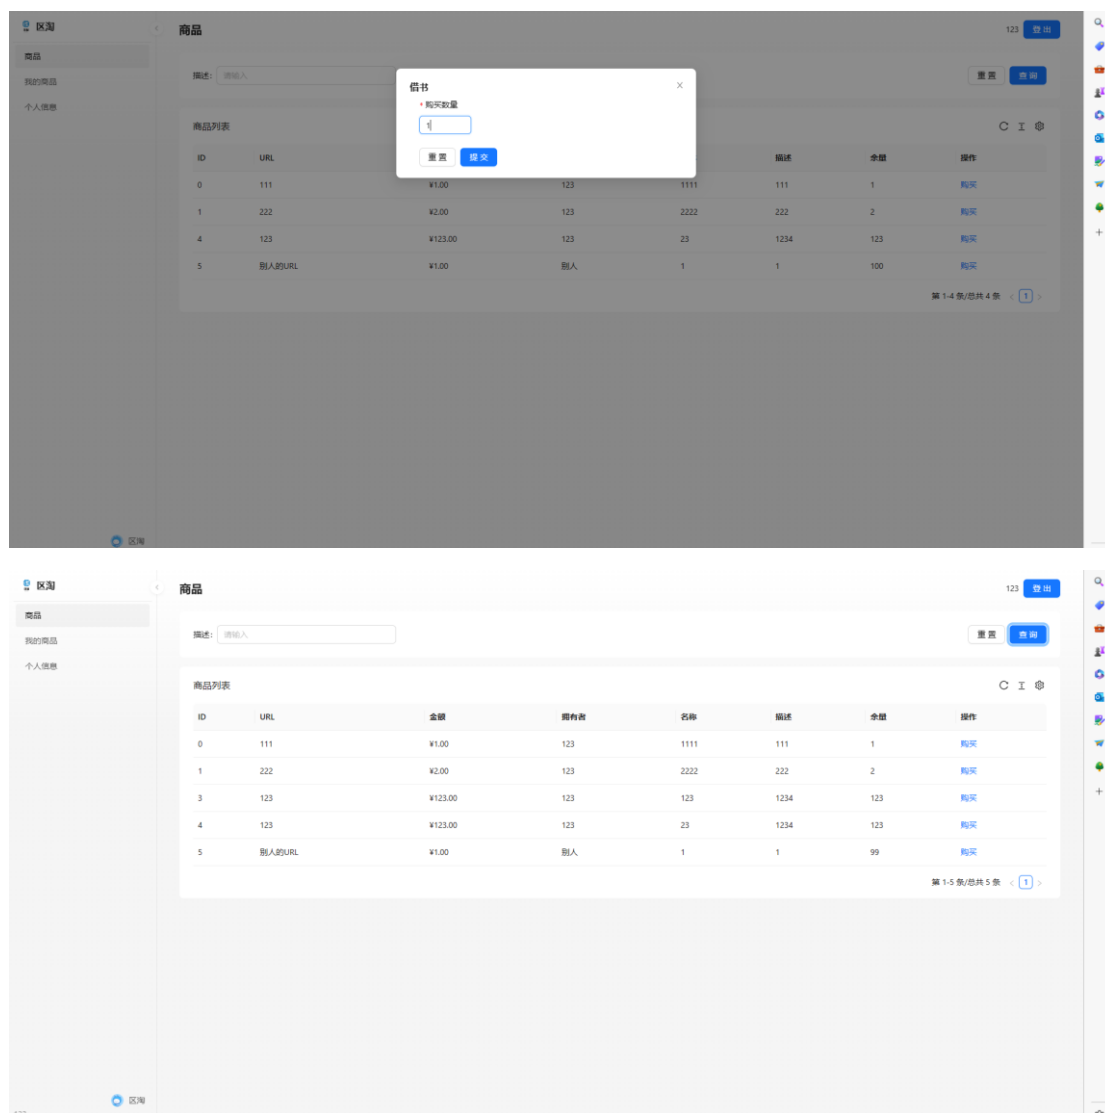 区淘
商品
123 登出
商品
我的商品
个人信息
描述: 请输入
重置 查询
借书
* 购买数量
1
重置 提交
商品列表
ID URL 描述 余量 操作
0 111 ¥1.00 123 1111 111 1 购买
1 222 ¥2.00 123 2222 222 2 购买
4 123 ¥123.00 123 23 1234 123 购买
5 别人的URL ¥1.00 别人 1 1 100 购买
第 1-4 条/总共 4 条 < 1 >
区淘
区淘
商品
123 登出
商品
我的商品
个人信息
描述: 请输入
重置 查询
商品列表
ID URL 金额 拥有者 名称 描述 余量 操作
0 111 ¥1.00 123 1111 111 1 购买
1 222 ¥2.00 123 2222 222 2 购买
3 123 ¥123.00 123 123 1234 123 购买
4 123 ¥123.00 123 23 1234 123 购买
5 别人的URL ¥1.00 别人 1 1 99 购买
第 1-5 条/总共 5 条 < 1 >
区淘